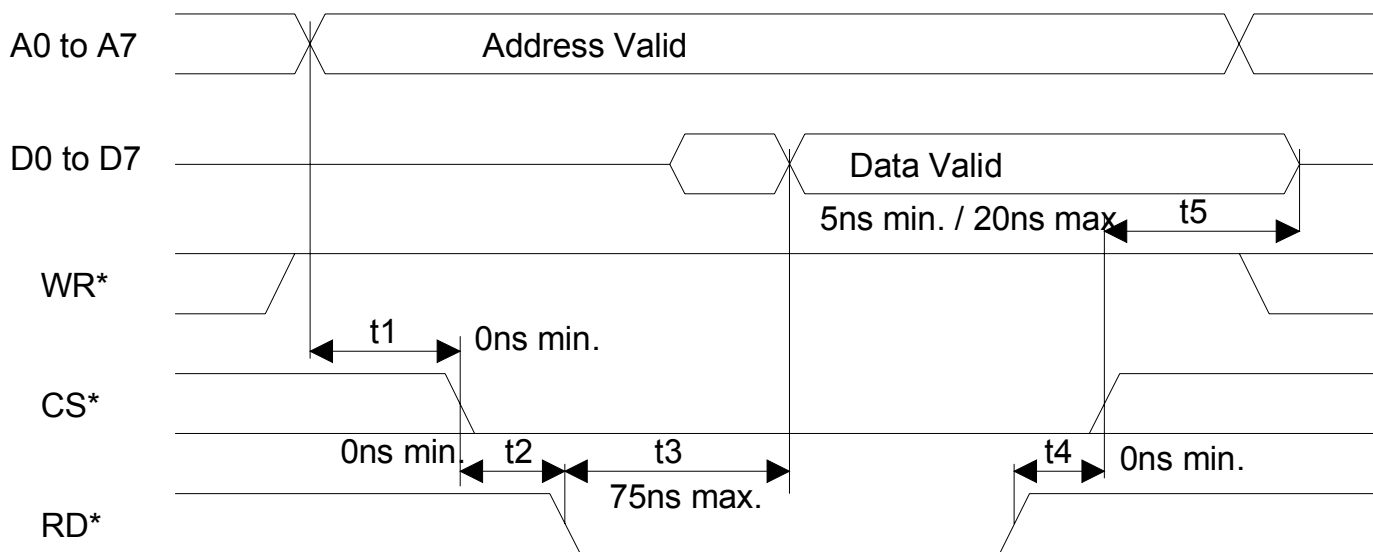 A0 to A7
Address Valid
D0 to D7
Data Valid
5ns min. / 20ns max
t5
WR*
t1
0ns min.
CS*
0ns min.
t2
t3
t4
0ns min.
75ns max.
RD*